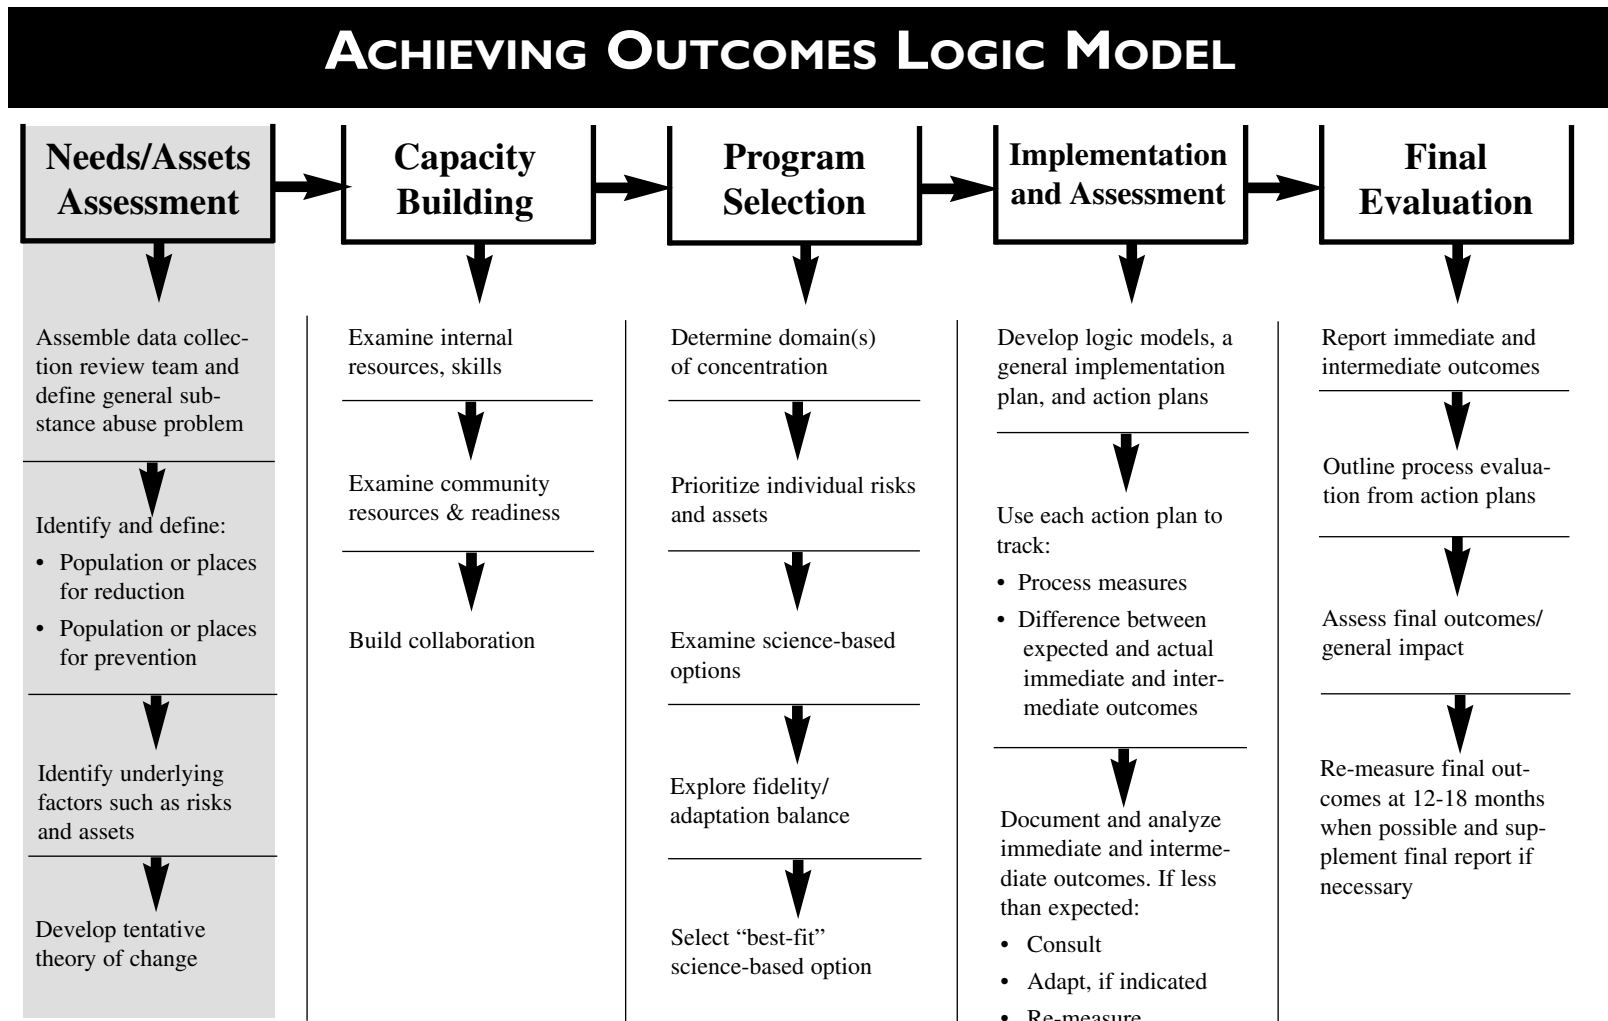 ACHIEVING OUTCOMES LOGIC MODEL
Needs/Assets
Assessment
Assemble data collec-
tion review team and
define general sub-
stance abuse problem
Identify and define:
• Population or places
for reduction
• Population or places
for prevention
Identify underlying
factors such as risks
and assets
Develop tentative
theory of change
Capacity
Building
Examine internal
resources, skills
Examine community
resources & readiness
Build collaboration
Program
Selection
Determine domain(s)
of concentration
Prioritize individual risks
and assets
Examine science-based
options
Explore fidelity/
adaptation balance
Select “best-fit”
science-based option
Implementation
and Assessment
Develop logic models, a
general implementation
plan, and action plans
Use each action plan to
track:
• Process measures
• Difference between
expected and actual
immediate and inter-
mediate outcomes
Document and analyze
immediate and interme-
diate outcomes. If less
than expected:
• Consult
• Adapt, if indicated
• Re-measure
Final
Evaluation
Report immediate and
intermediate outcomes
Outline process evalua-
tion from action plans
Assess final outcomes/
general impact
Re-measure final out-
comes at 12-18 months
when possible and sup-
plement final report if
necessary